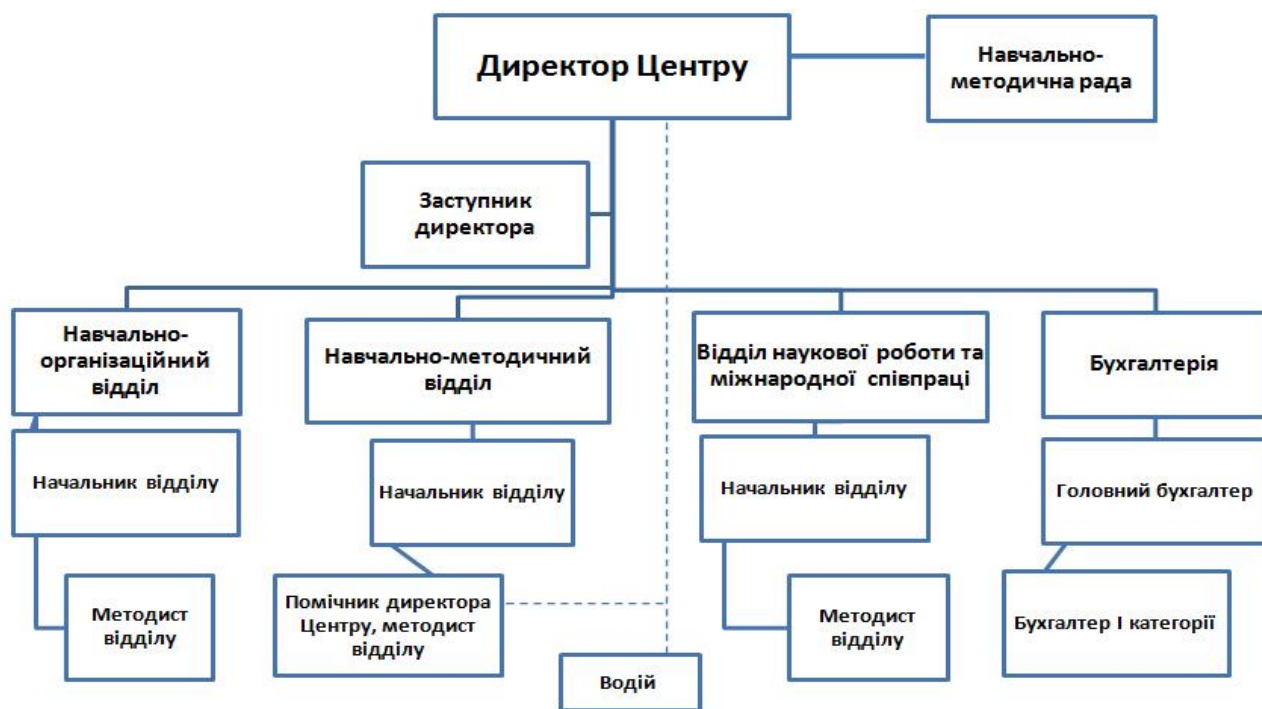 Директор Центру
Навчально-
методична рада
Заступник
директора
Навчально-
організаційний
відділ
Навчально-методичний
відділ
Відділ наукової роботи та
міжнародної співпраці
Бухгалтерія
Начальник відділу
Начальник відділу
Начальник відділу
Головний бухгалтер
Методист
відділу
Помічник директора
Центру, методист
відділу
Методист
відділу
Бухгалтер І категорії
Водій